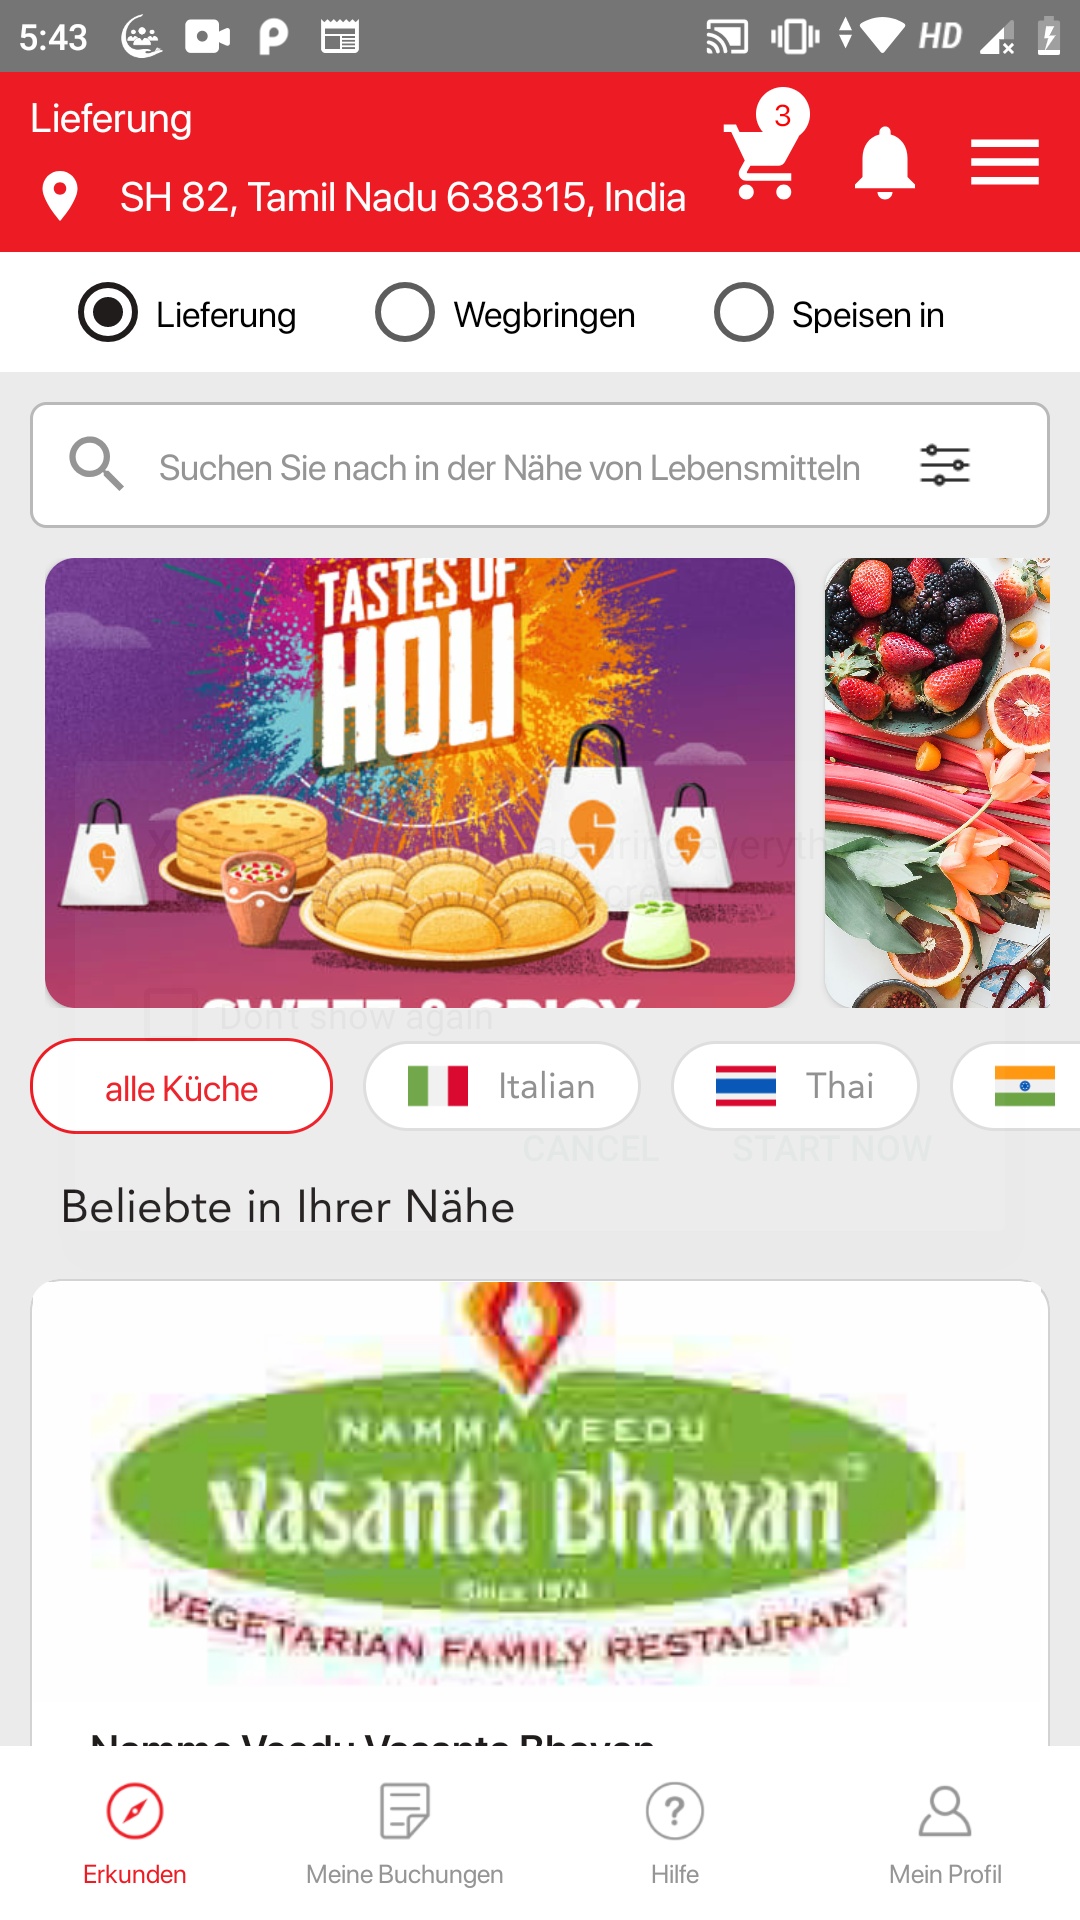 5:43
HD
Lieferung
3
SH 82, Tamil Nadu 638315, India
Lieferung
Wegbringen
Speisen in
Suchen Sie nach in der Nähe von Lebensmitteln
TASTES OF
HOLI
SWEET & SPICY
Don't show again
alle Küche
Italian
Thai
CANCEL
START NOW
Beliebte in Ihrer Nähe
NAMMA VEEDU
Vasanta Bhavan
Since 1974
VEGETARIAN FAMILY RESTAURANT
Namma Veedu Vasanta Bhavan
Erkunden
Meine Buchungen
Hilfe
Mein Profil